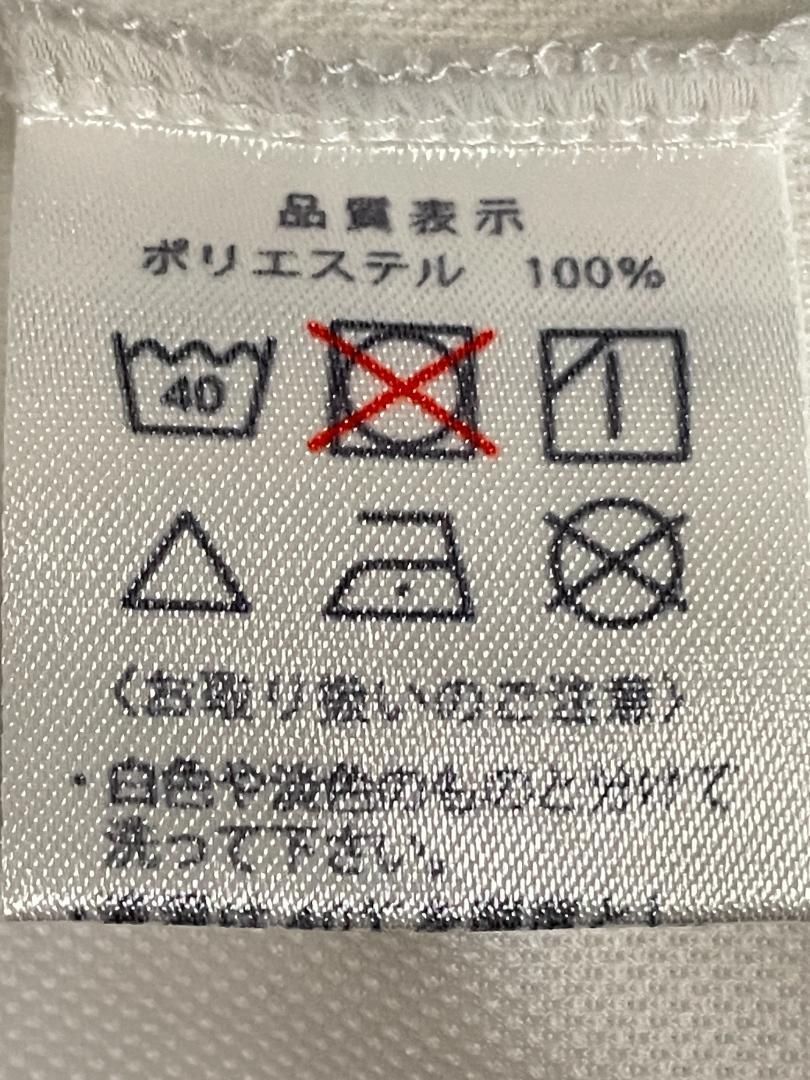 品質表示
ポリエステル 100%
40
〈お取り扱いのご注意〉
・白色や淡色のものと分けて
洗って下さい。